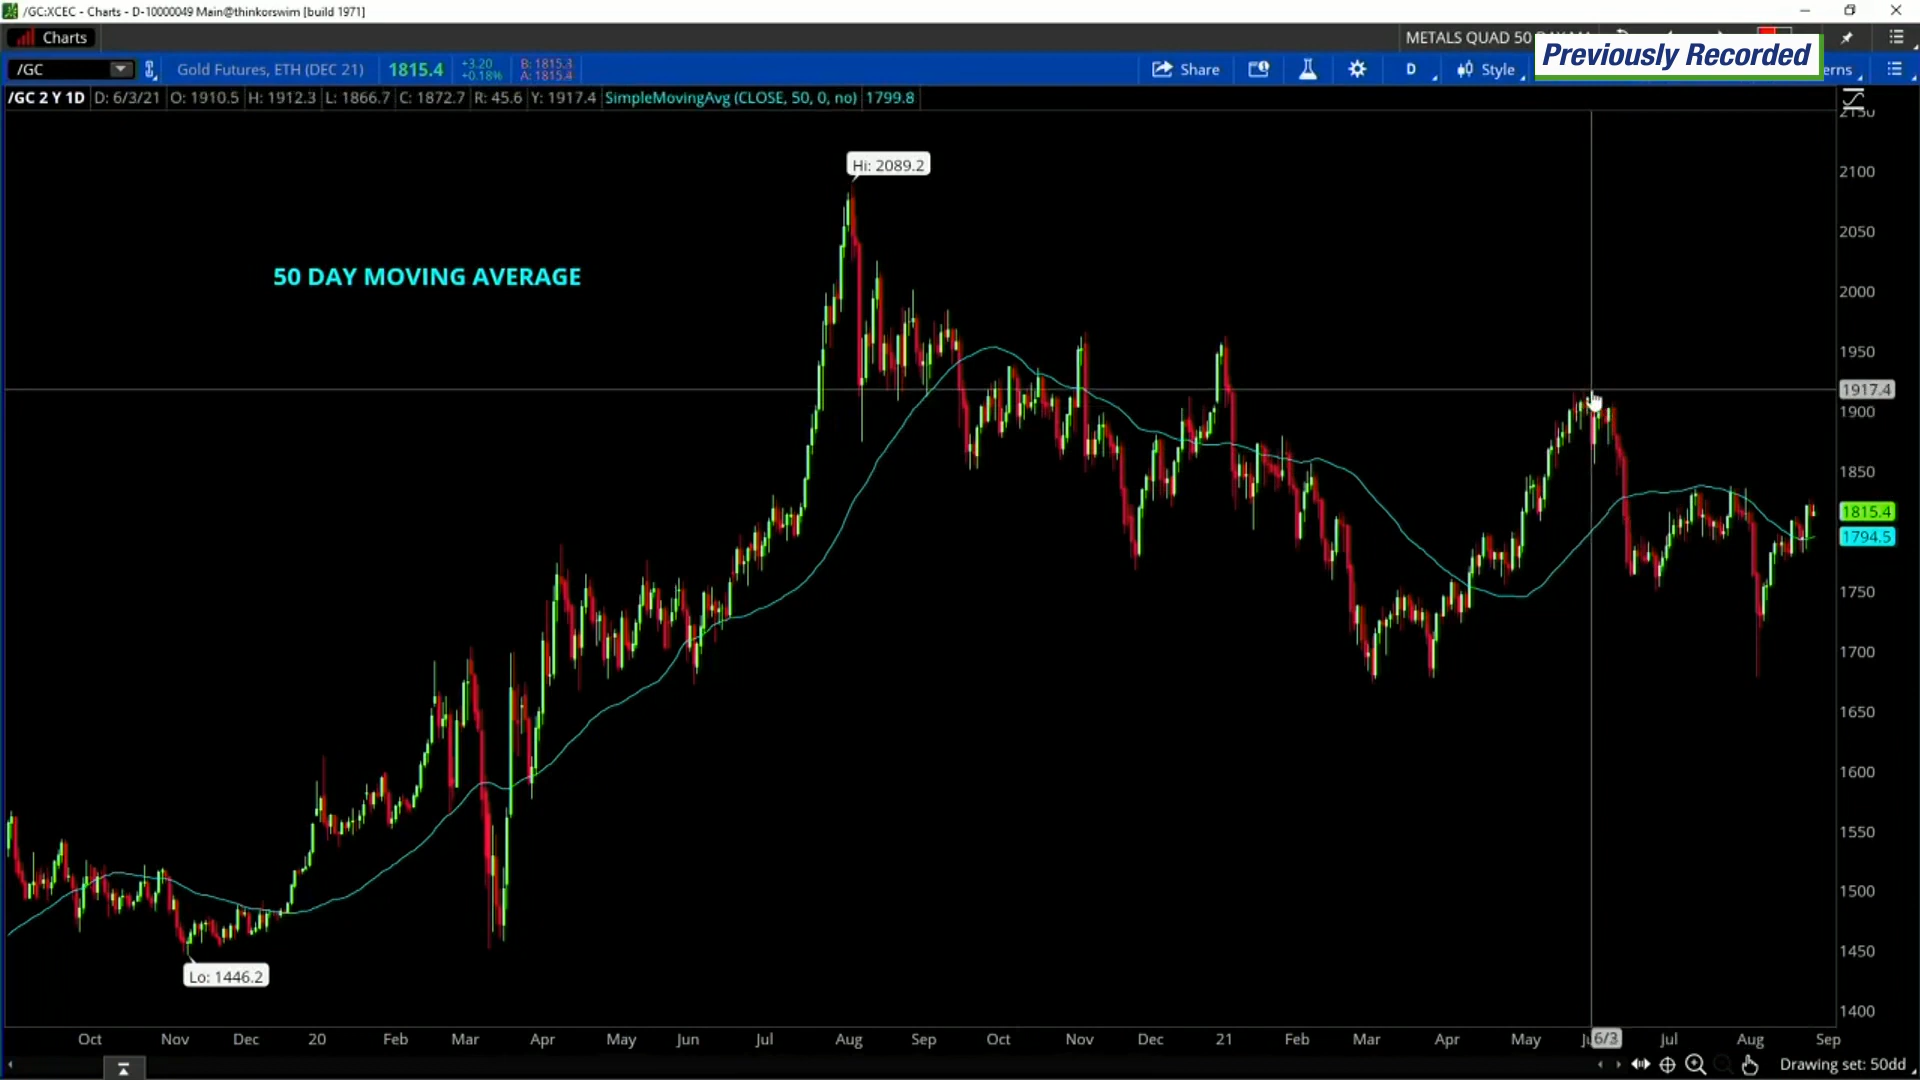 /GC:XCEC - Charts - D-10000049 Main@thinkorswim [build 1971]
Charts
METALS QUAD 50
Previously Recorded
/GC
Gold Futures, ETH (DEC 21)
1815.4
+3.20
+0.18%
B: 1815.3
A: 1815.4
Share
D
Style
erns
/GC 2 Y 1D
D: 6/3/21
O: 1910.5
H: 1912.3
L: 1866.7
C: 1872.7
R: 45.6
Y: 1917.4
SimpleMovingAvg (CLOSE, 50, 0, no)
1799.8
2150
Hi: 2089.2
2100
2050
50 DAY MOVING AVERAGE
2000
1950
1917.4
1900
1850
1815.4
1794.5
1750
1700
1650
1600
1550
1500
1450
Lo: 1446.2
1400
Oct Nov Dec 20 Feb Mar Apr May Jun Jul Aug Sep Oct Nov Dec 21 Feb Mar Apr May 6/3 Jul Aug Sep
Drawing set: 50dd